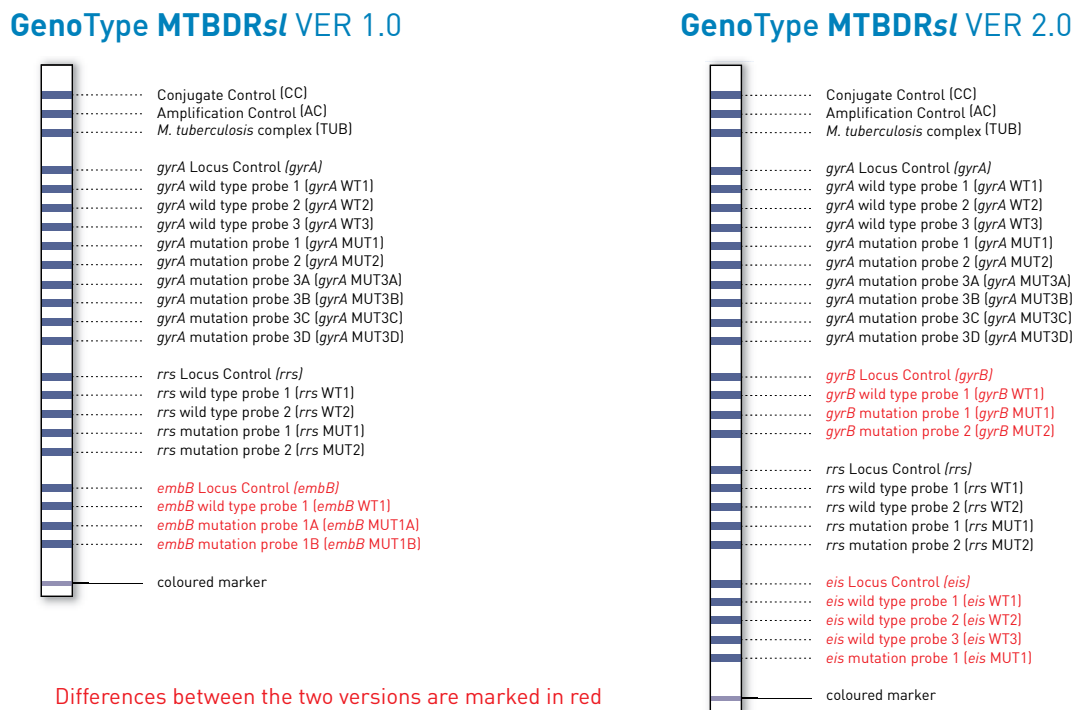 GenoType MTBDRsl VER 1.0
Conjugate Control (CC)
Amplification Control (AC)
M. tuberculosis complex (TUB)
gyrA Locus Control (gyrA)
gyrA wild type probe 1 (gyrA WT1)
gyrA wild type probe 2 (gyrA WT2)
gyrA wild type probe 3 (gyrA WT3)
gyrA mutation probe 1 (gyrA MUT1)
gyrA mutation probe 2 (gyrA MUT2)
gyrA mutation probe 3A (gyrA MUT3A)
gyrA mutation probe 3B (gyrA MUT3B)
gyrA mutation probe 3C (gyrA MUT3C)
gyrA mutation probe 3D (gyrA MUT3D)
rrs Locus Control (rrs)
rrs wild type probe 1 (rrs WT1)
rrs wild type probe 2 (rrs WT2)
rrs mutation probe 1 (rrs MUT1)
rrs mutation probe 2 (rrs MUT2)
embB Locus Control (embB)
embB wild type probe 1 (embB WT1)
embB mutation probe 1A (embB MUT1A)
embB mutation probe 1B (embB MUT1B)
coloured marker
Differences between the two versions are marked in red
GenoType MTBDRsl VER 2.0
Conjugate Control (CC)
Amplification Control (AC)
M. tuberculosis complex (TUB)
gyrA Locus Control (gyrA)
gyrA wild type probe 1 (gyrA WT1)
gyrA wild type probe 2 (gyrA WT2)
gyrA wild type probe 3 (gyrA WT3)
gyrA mutation probe 1 (gyrA MUT1)
gyrA mutation probe 2 (gyrA MUT2)
gyrA mutation probe 3A (gyrA MUT3A)
gyrA mutation probe 3B (gyrA MUT3B)
gyrA mutation probe 3C (gyrA MUT3C)
gyrA mutation probe 3D (gyrA MUT3D)
gyrB Locus Control (gyrB)
gyrB wild type probe 1 (gyrB WT1)
gyrB mutation probe 1 (gyrB MUT1)
gyrB mutation probe 2 (gyrB MUT2)
rrs Locus Control (rrs)
rrs wild type probe 1 (rrs WT1)
rrs wild type probe 2 (rrs WT2)
rrs mutation probe 1 (rrs MUT1)
rrs mutation probe 2 (rrs MUT2)
eis Locus Control (eis)
eis wild type probe 1 (eis WT1)
eis wild type probe 2 (eis WT2)
eis wild type probe 3 (eis WT3)
eis mutation probe 1 (eis MUT1)
coloured marker